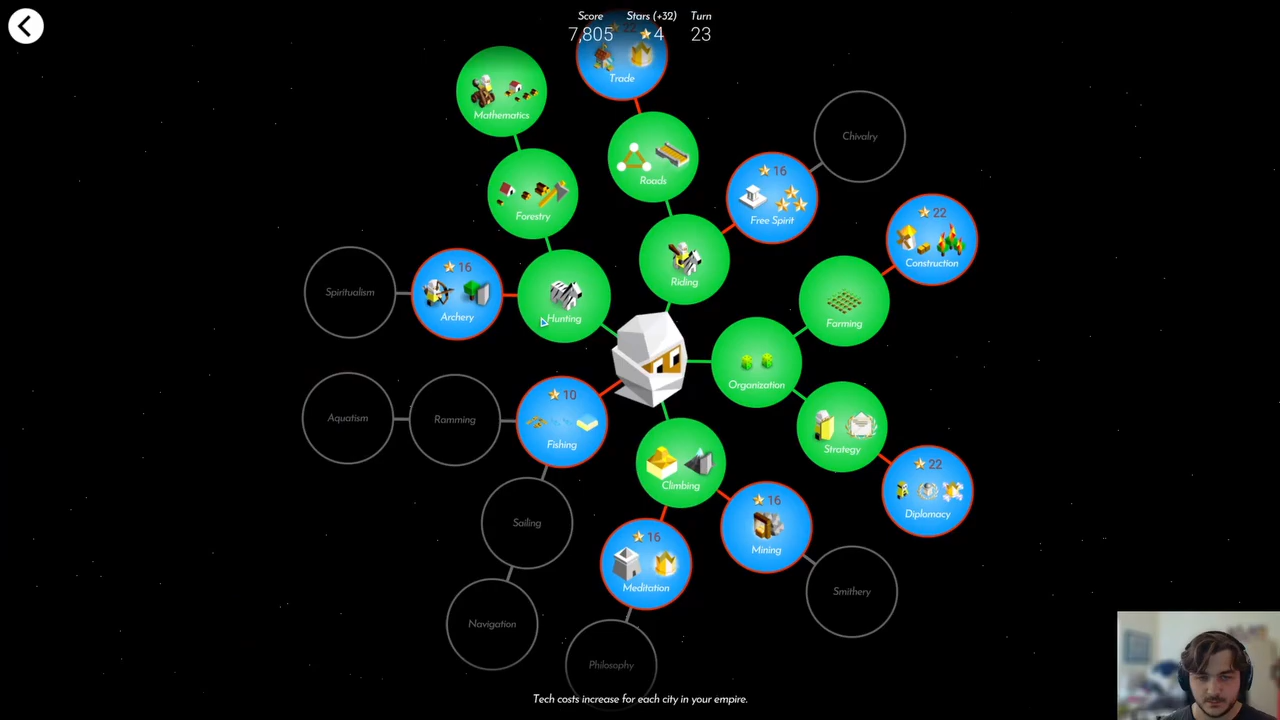 Score Stars (+32) Turn
7,805 4 23
22
Trade
Mathematics
Chivalry
Roads
16
Free Spirit
Forestry
22
Construction
Riding
Spiritualism
16
Archery
Hunting
Farming
Organization
10
Fishing
Aquatism
Ramming
Strategy
Climbing
22
Diplomacy
16
Mining
Sailing
16
Meditation
Smithery
Navigation
Philosophy
Tech costs increase for each city in your empire.